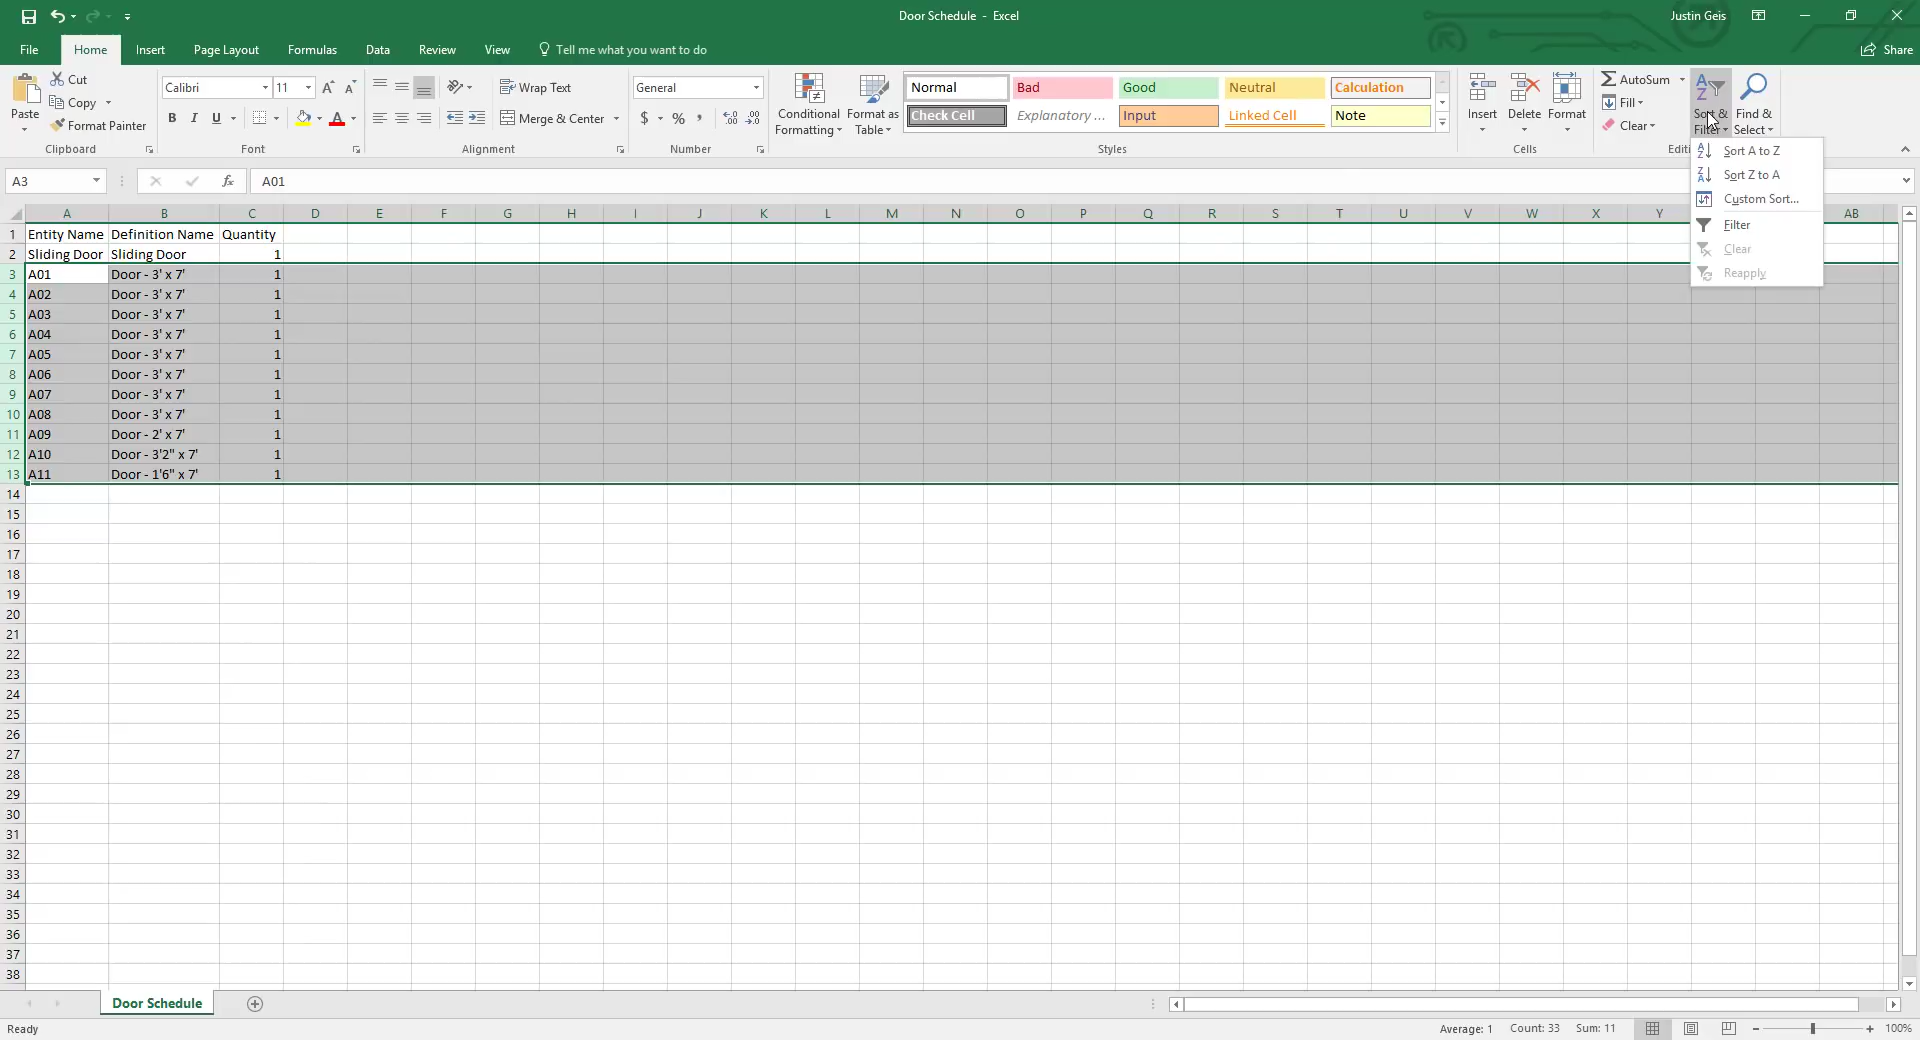 Door Schedule - Excel
Justin Geis
File Home Insert Page Layout Formulas Data Review View Tell me what you want to do
Share
Paste
Cut
Copy
Format Painter
Clipboard
Calibri 11
B I U
Font
Wrap Text
Merge & Center
Alignment
General
$ % ,
Number
Conditional Formatting
Format as Table
Normal Bad Good Neutral Calculation
Check Cell Explanatory ... Input Linked Cell Note
Styles
Insert Delete Format
Cells
AutoSum
Fill
Clear
Sort & Filter
Find & Select
Editi
Sort A to Z
Sort Z to A
Custom Sort...
Filter
Clear
Reapply
A3 fx A01
A B C D E F G H I J K L M N O P Q R S T U V W X Y AB
1 Entity Name Definition Name Quantity
2 Sliding Door Sliding Door 1
3 A01 Door - 3' x 7' 1
4 A02 Door - 3' x 7' 1
5 A03 Door - 3' x 7' 1
6 A04 Door - 3' x 7' 1
7 A05 Door - 3' x 7' 1
8 A06 Door - 3' x 7' 1
9 A07 Door - 3' x 7' 1
10 A08 Door - 3' x 7' 1
11 A09 Door - 2' x 7' 1
12 A10 Door - 3'2" x 7' 1
13 A11 Door - 1'6" x 7' 1
14
15
16
17
18
19
20
21
22
23
24
25
26
27
28
29
30
31
32
33
34
35
36
37
38
Door Schedule
Ready
Average: 1 Count: 33 Sum: 11 100%